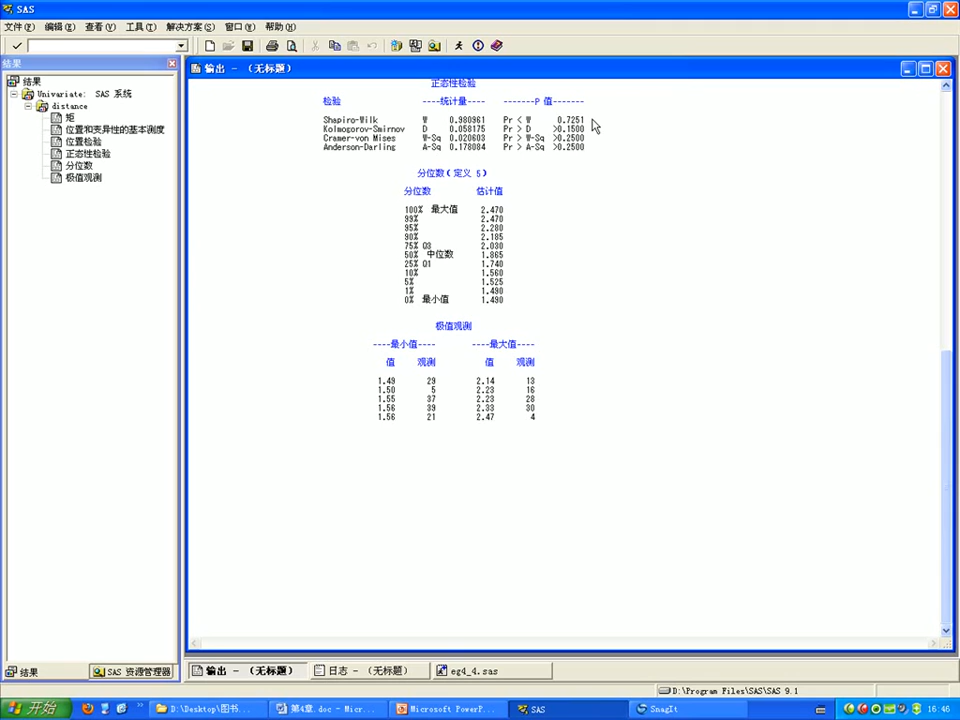 SAS
文件(F) 编辑(E) 查看(V) 工具(T) 解决方案(S) 窗口(W) 帮助(H)
结果
输出 - （无标题）
结果
Univariate: SAS 系统
distance
矩
位置和变异性的基本测度
位置检验
正态性检验
分位数
极值观测
正态性检验
检验 ----统计量---- -------P 值-------
Shapiro-Wilk W 0.980961 Pr < W 0.7251
Kolmogorov-Smirnov D 0.058175 Pr > D >0.1500
Cramer-von Mises W-Sq 0.020603 Pr > W-Sq >0.2500
Anderson-Darling A-Sq 0.178084 Pr > A-Sq >0.2500
分位数(定义 5)
分位数 估计值
100% 最大值 2.470
99% 2.470
95% 2.280
90% 2.185
75% Q3 2.030
50% 中位数 1.865
25% Q1 1.740
10% 1.560
5% 1.525
1% 1.490
0% 最小值 1.490
极值观测
----最小值---- ----最大值----
值 观测 值 观测
1.49 29 2.14 13
1.50 5 2.23 16
1.55 37 2.23 28
1.56 39 2.33 30
1.56 21 2.47 4
结果 SAS 资源管理器 输出 - （无标题） 日志 - （无标题） eg4_4.sas
D:\Program Files\SAS\SAS 9.1
开始 D:\Desktop\图书... 第4章.doc - Micr... Microsoft PowerP... SAS SnagIt 16:46